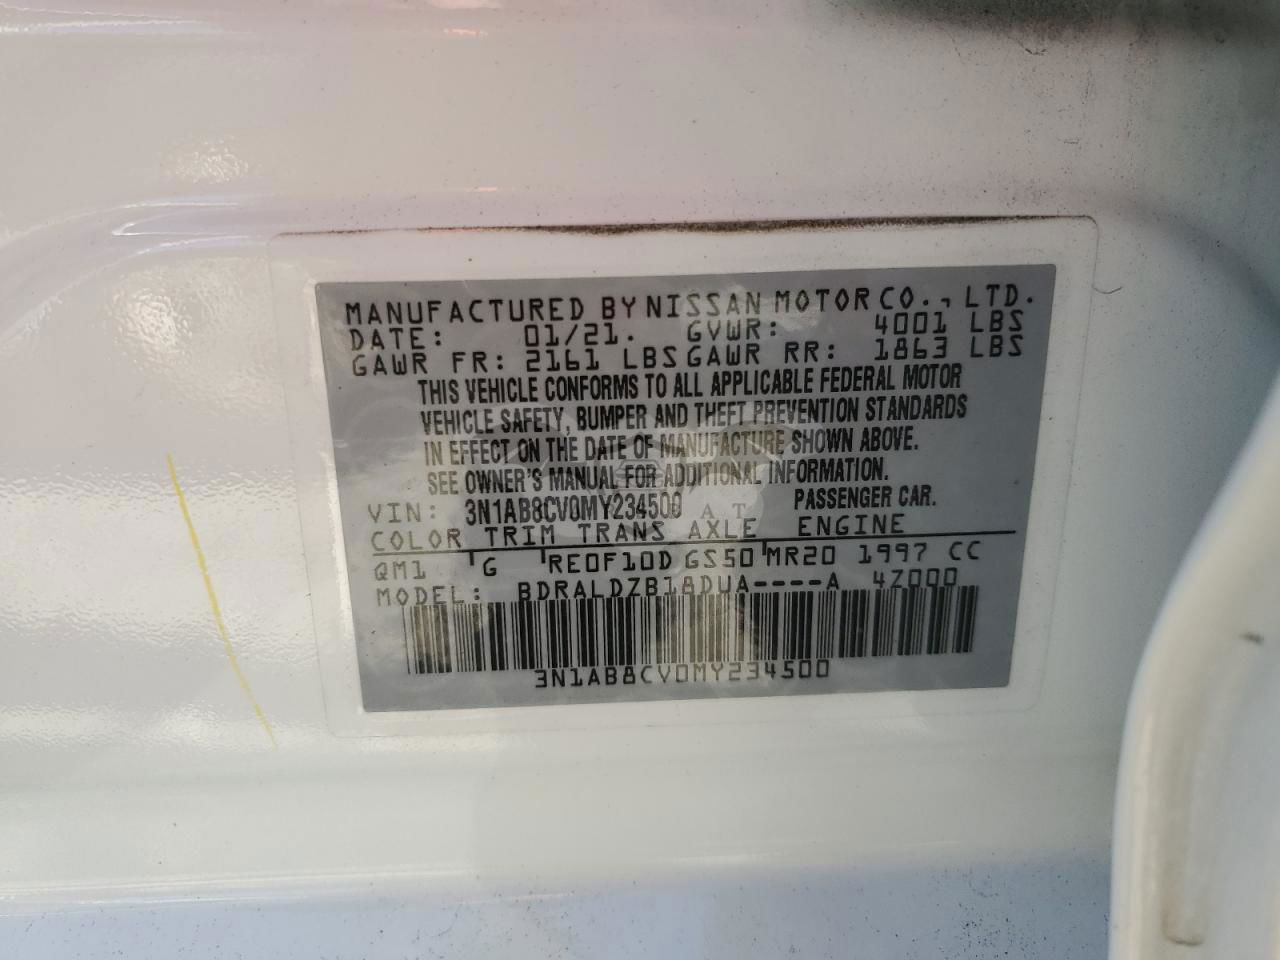 MANUFACTURED BY NISSAN MOTOR CO., LTD.
DATE: 01/21. GVWR: 4001 LBS
GAWR FR: 2161 LBS GAWR RR: 1863 LBS
THIS VEHICLE CONFORMS TO ALL APPLICABLE FEDERAL MOTOR
VEHICLE SAFETY, BUMPER AND THEFT PREVENTION STANDARDS
IN EFFECT ON THE DATE OF MANUFACTURE SHOWN ABOVE.
SEE OWNER'S MANUAL FOR ADDITIONAL INFORMATION.
VIN: 3N1AB8CV0MY234500 PASSENGER CAR.
COLOR TRIM TRANS AXLE ENGINE
QM1 G RE0F10D GS50 MR20 1997 CC
MODEL: BDRALDZB18DUA----A 4Z000
3N1AB8CV0MY234500